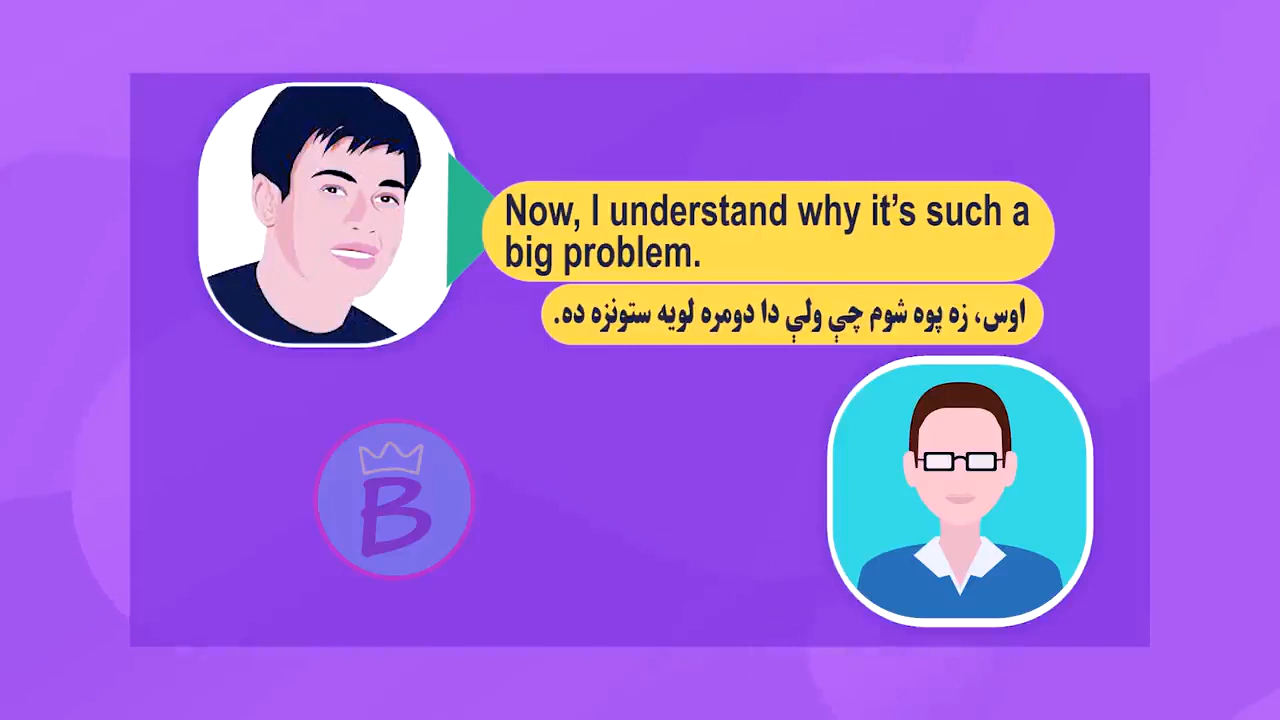 Now, I understand why it’s such a
big problem.
اوس، زه پوه شوم چې ولې دا دومره لویه ستونزه ده.
B